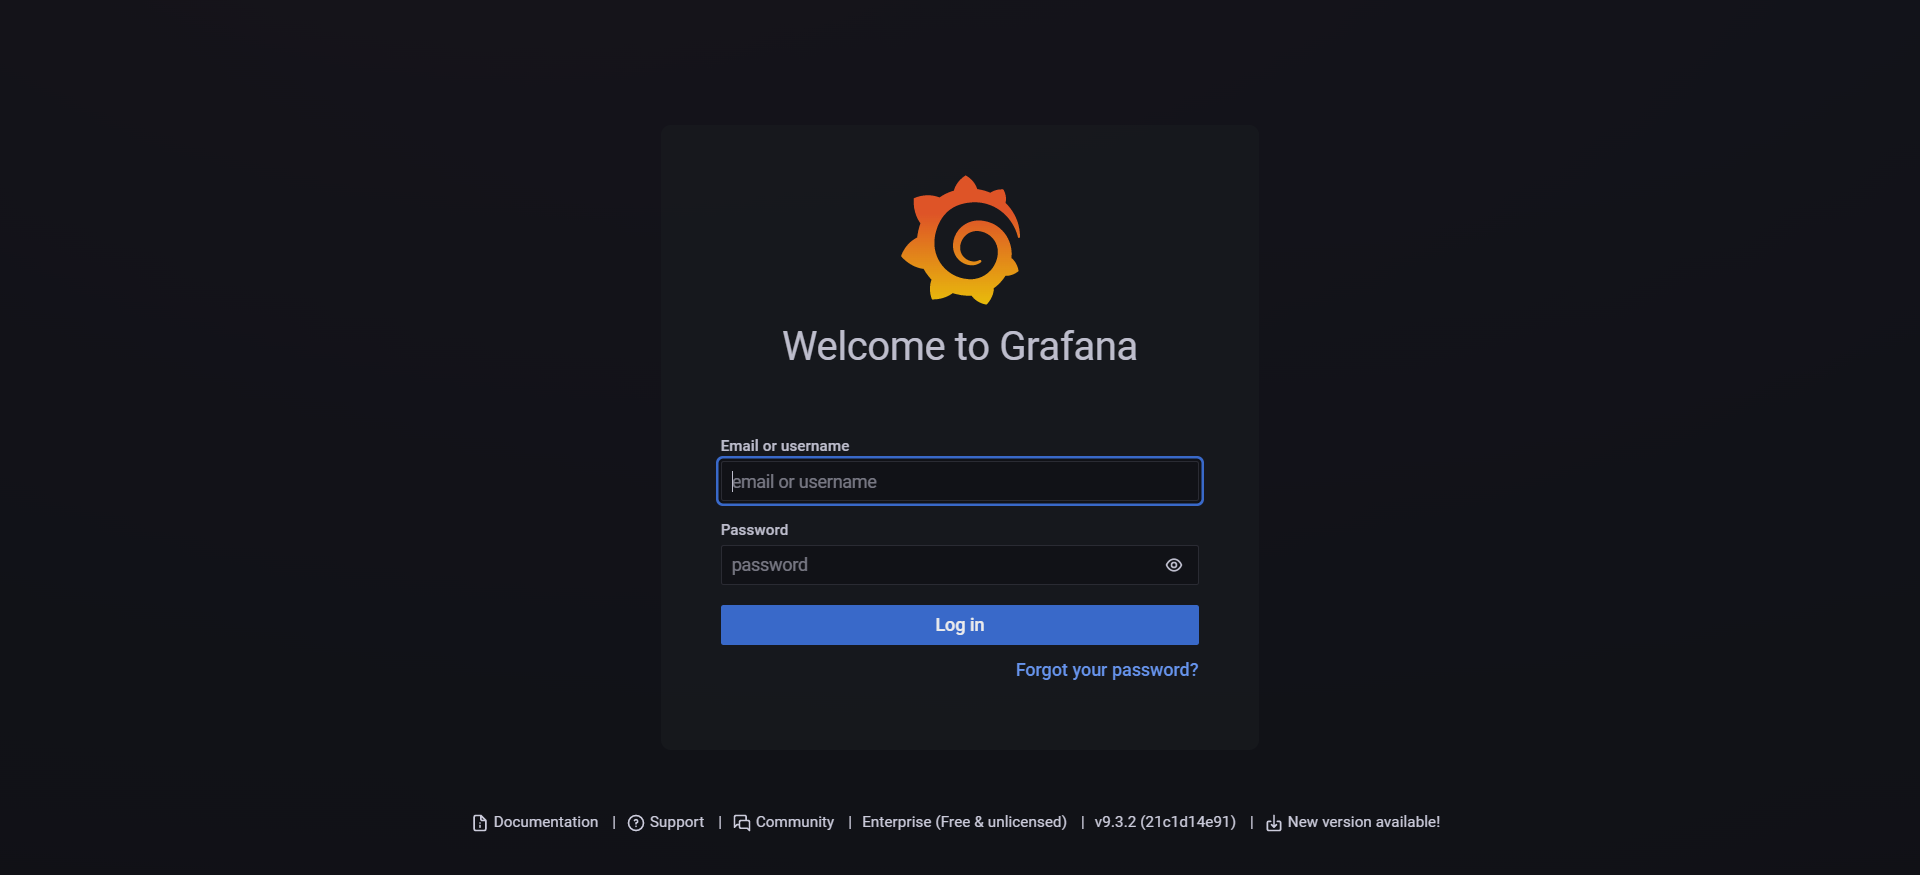 Welcome to Grafana
Email or username
email or username
Password
password
Log in
Forgot your password?
Documentation | Support | Community | Enterprise (Free & unlicensed) | v9.3.2 (21c1d14e91) | New version available!